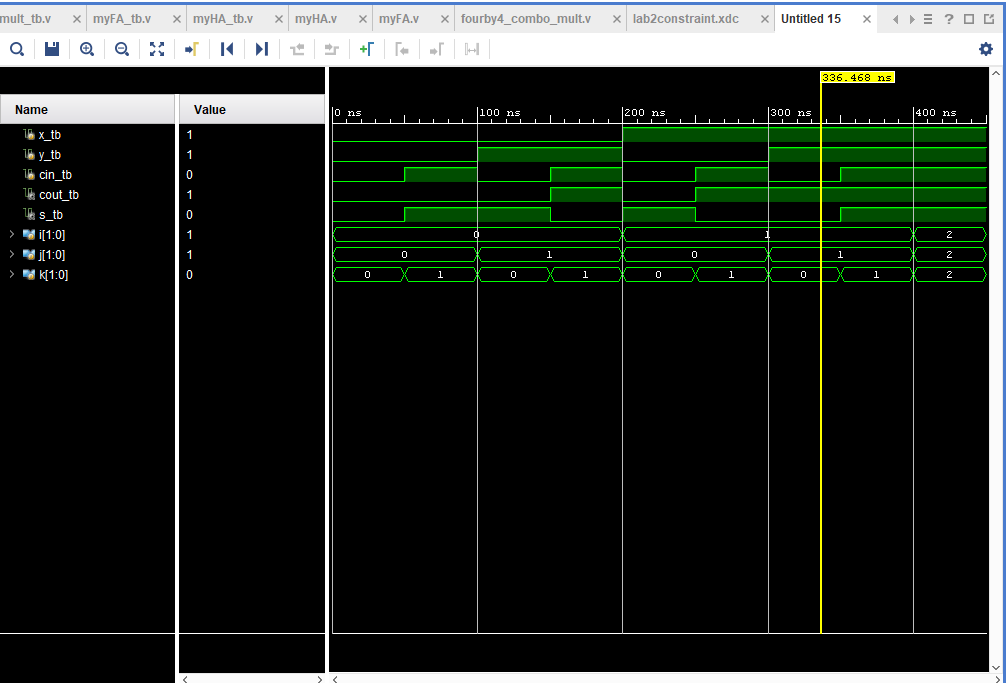 mult_tb.v myFA_tb.v myHA_tb.v myHA.v myFA.v fourby4_combo_mult.v lab2constraint.xdc Untitled 15
336.468 ns
Name Value
0 ns 100 ns 200 ns 300 ns 400 ns
x_tb 1
y_tb 1
cin_tb 0
cout_tb 1
s_tb 0
i[1:0] 1 0 1 2
j[1:0] 1 0 1 0 1 2
k[1:0] 0 0 1 0 1 0 1 0 1 2